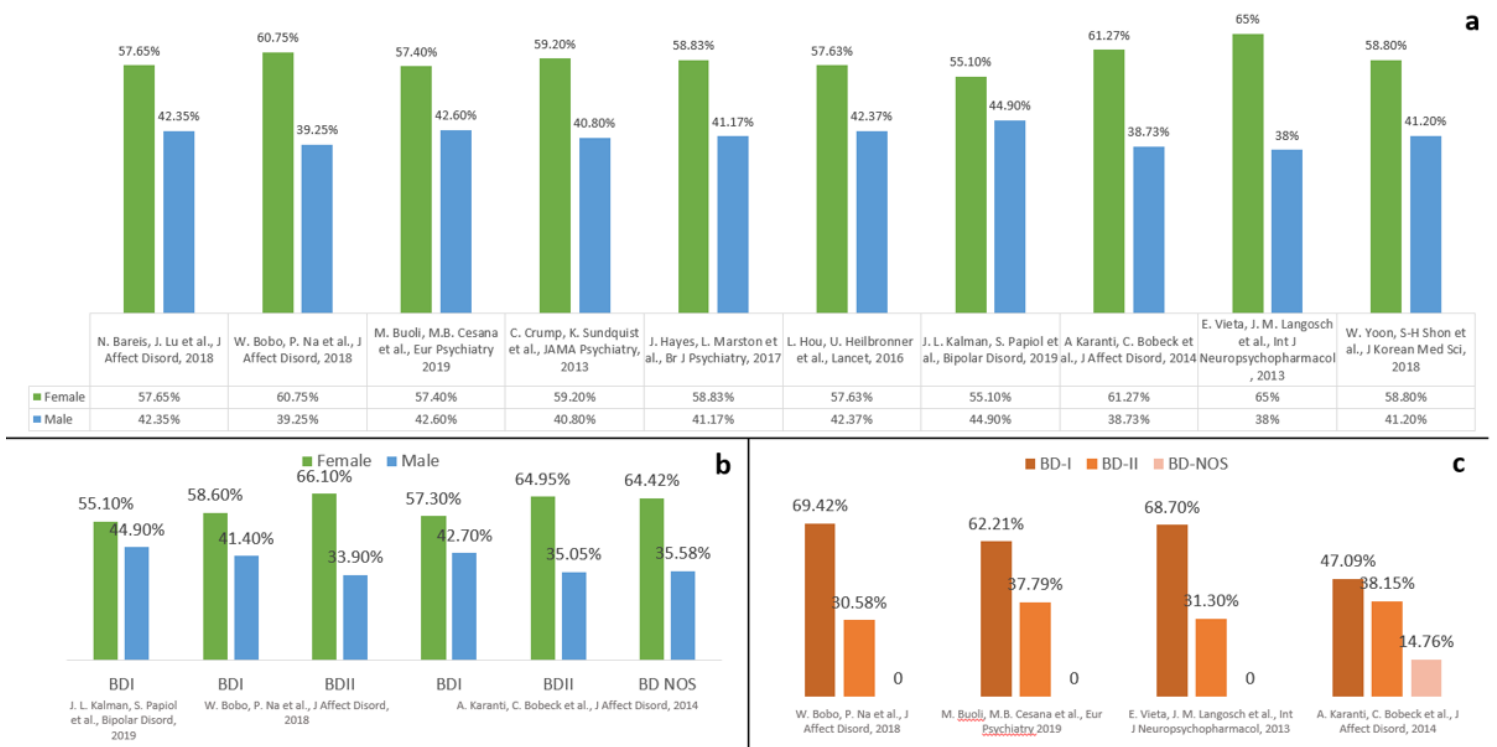 a
57.65%
42.35%
60.75%
39.25%
57.40%
42.60%
59.20%
40.80%
58.83%
41.17%
57.63%
42.37%
55.10%
44.90%
61.27%
38.73%
65%
38%
58.80%
41.20%
N. Bareis, J. Lu et al., J
Affect Disord, 2018
W. Bobo, P. Na et al., J
Affect Disord, 2018
M. Buoli, M.B. Cesana
et al., Eur Psychiatry
2019
C. Crump, K. Sundquist
et al., JAMA Psychiatry,
2013
J. Hayes, L. Marston et
al., Br J Psychiatry, 2017
L. Hou, U. Heilbronner
et al., Lancet, 2016
J. L. Kalman, S. Papiol et
al., Bipolar Disord, 2019
A Karanti, C. Bobeck et
al., J Affect Disord, 2014
E. Vieta, J. M. Langosch
et al., Int J
Neuropsychopharmacol
, 2013
W. Yoon, S-H Shon et
al., J Korean Med Sci,
2018
Female 57.65% 60.75% 57.40% 59.20% 58.83% 57.63% 55.10% 61.27% 65% 58.80%
Male 42.35% 39.25% 42.60% 40.80% 41.17% 42.37% 44.90% 38.73% 38% 41.20%
b
Female Male
55.10%
44.90%
58.60%
41.40%
66.10%
33.90%
57.30%
42.70%
64.95%
35.05%
64.42%
35.58%
BDI BDI BDII BDI BDII BD NOS
J. L. Kalman, S. Papiol
et al., Bipolar Disord,
2019
W. Bobo, P. Na et al., J Affect Disord,
2018
A. Karanti, C. Bobeck et al., J Affect Disord, 2014
c
BD-I BD-II BD-NOS
69.42%
30.58%
0
62.21%
37.79%
0
68.70%
31.30%
0
47.09%
38.15%
14.76%
W. Bobo, P. Na et al., J
Affect Disord, 2018
M. Buoli, M.B. Cesana et al., Eur
Psychiatry 2019
E. Vieta, J. M. Langosch et al., Int
J Neuropsychopharmacol, 2013
A. Karanti, C. Bobeck et al., J
Affect Disord, 2014